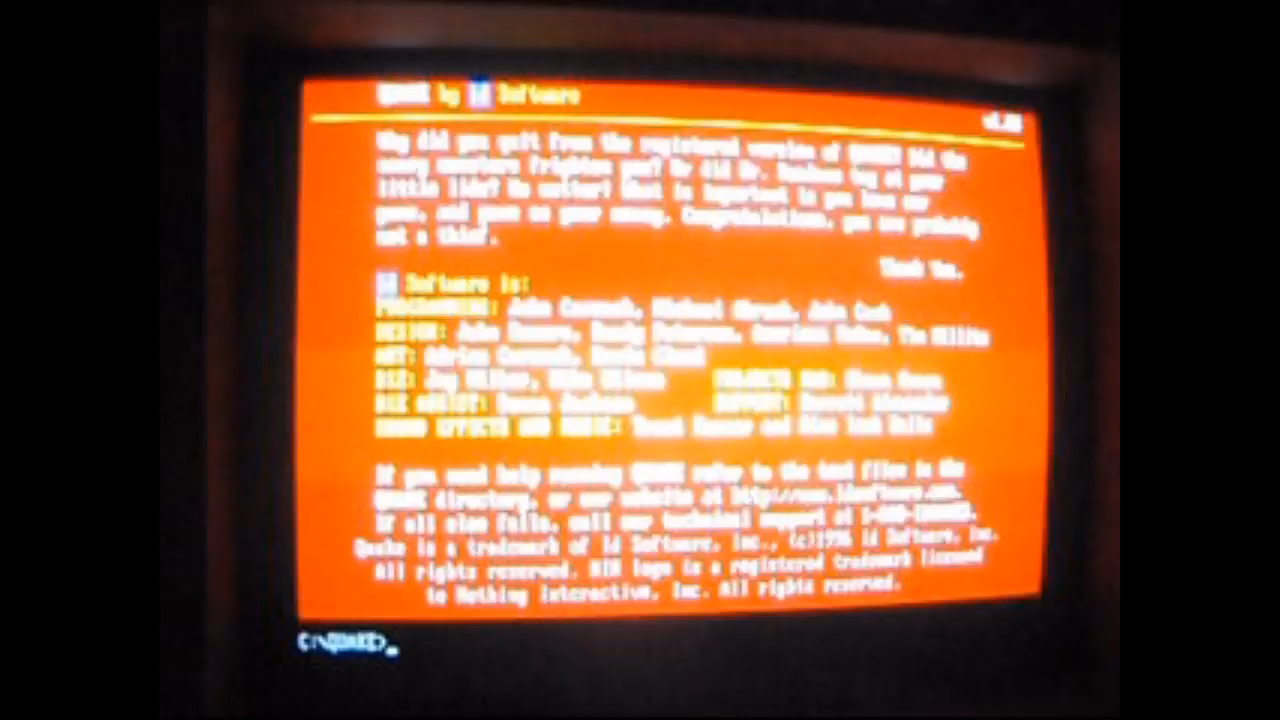 QUAKE by id Software
Why did you quit from the registered version of QUAKE? Did the
scary monsters frighten you? Or did Mr. Sandman tug at your
little lids? No matter! What is important is you love our
game, and gave us your money. Congratulations, you are probably
not a thief.
Thank You.
id Software is:
PROGRAMMING: John Carmack, Michael Abrash, John Cash
DESIGN: John Romero, Sandy Petersen, American McGee, Tim Willits
ART: Adrian Carmack, Kevin Cloud
BIZ: Jay Wilbur, Mike Wilson PROJECTS MAN: Shawn Green
BIZ ASSIST: Donna Jackson SUPPORT: Barrett Alexander
SOUND EFFECTS AND MUSIC: Trent Reznor and Nine Inch Nails
If you need help running QUAKE refer to the text files in the
QUAKE directory, or our website at http://www.idsoftware.com.
If all else fails, call our technical support at 1-800-IDGAMES.
Quake is a trademark of Id Software, inc., (c)1996 Id Software, inc.
All rights reserved. NIN logo is a registered trademark licensed
to Nothing Interactive, Inc. All rights reserved.
C:\QUAKE>_